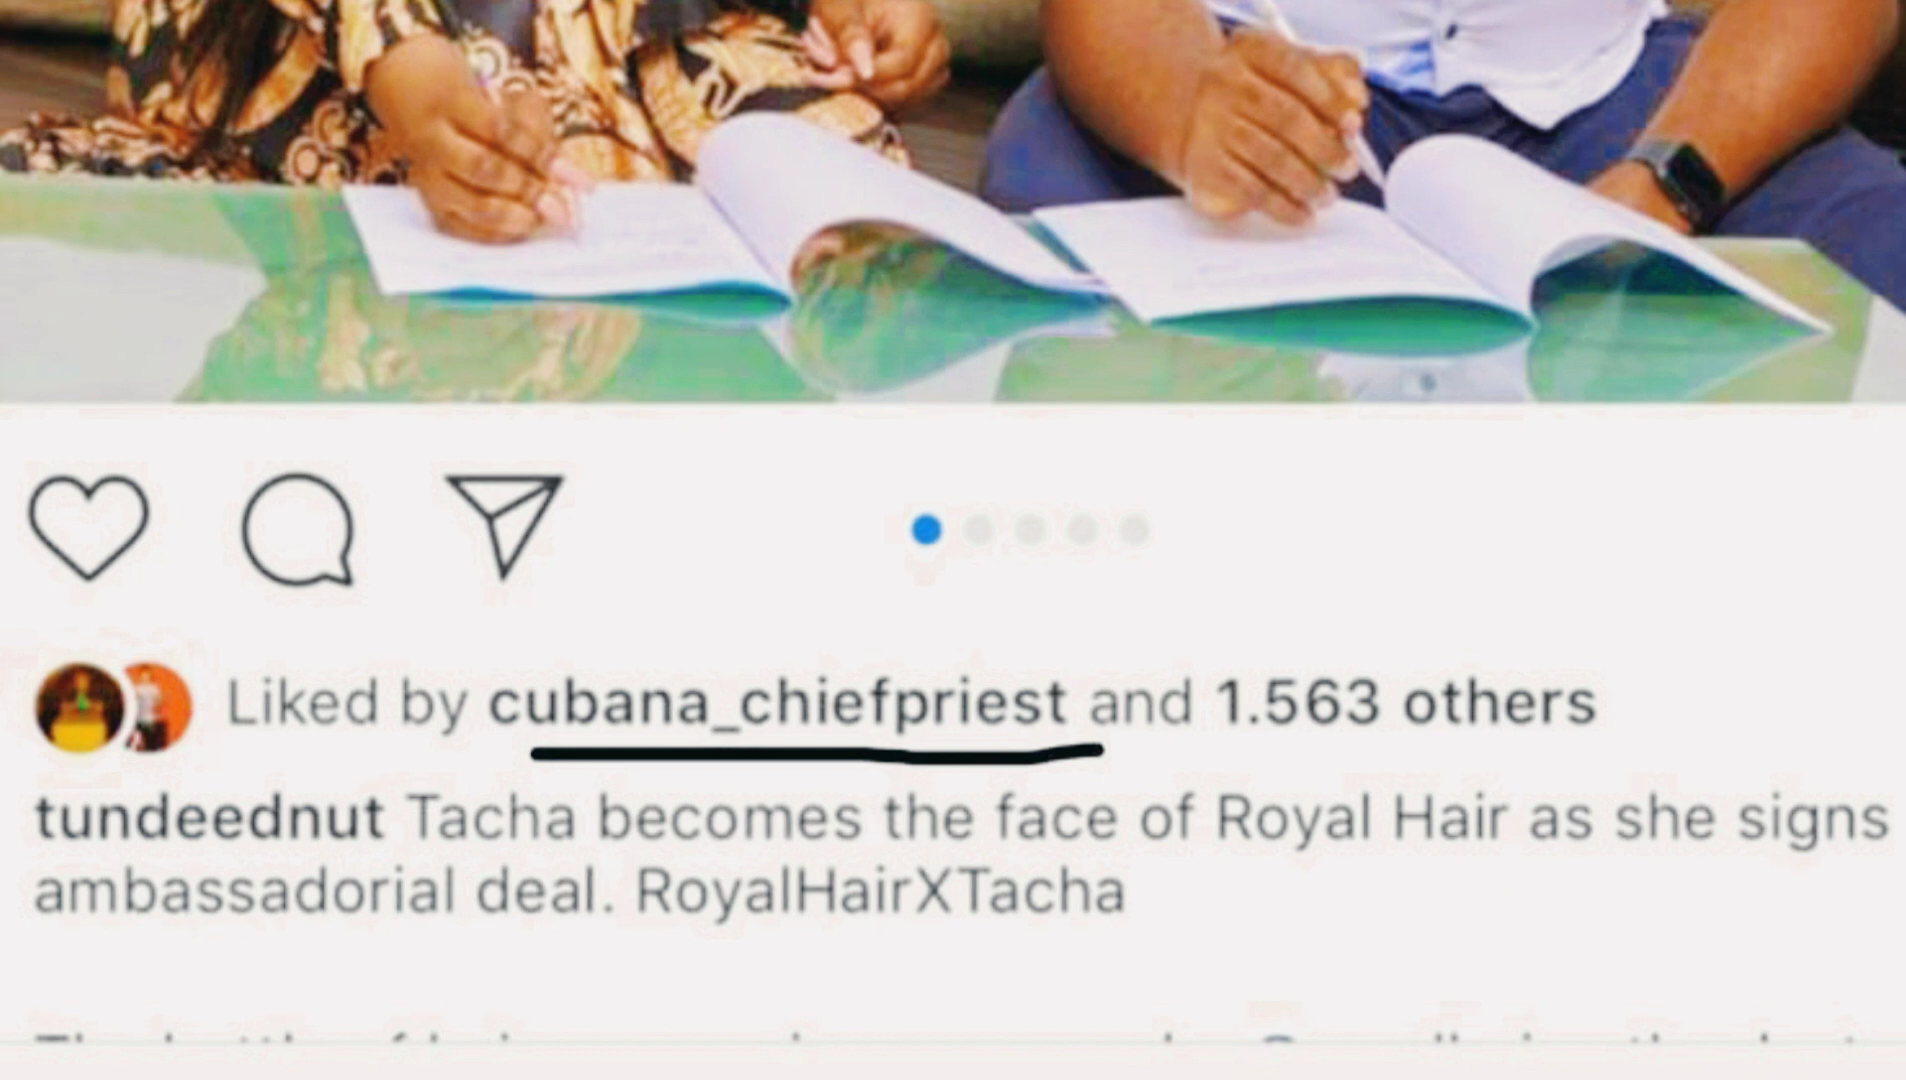 Liked by cubana_chiefpriest and 1.563 others
tundeednut Tacha becomes the face of Royal Hair as she signs
ambassadorial deal. RoyalHairXTacha